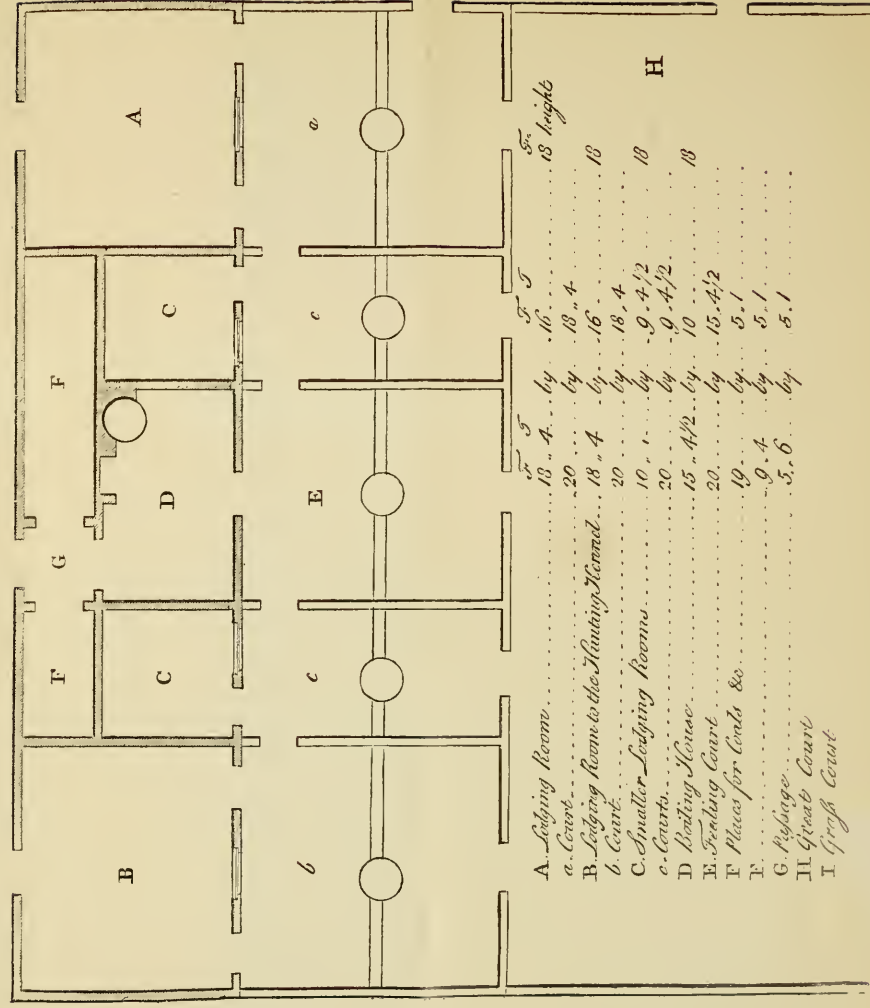 F G F
B C D C A
b c E c a
F I F I Ft
A. Lodging Room 18 „ 4 by 16 18 height
a. Court 20 by 18 „ 4
B. Lodging Room to the Hunting Kennel 18 „ 4 by 16 18
b. Court 20 by 18 „ 4
C. Smaller Lodging Rooms 10 „ 1 by 9 . 4 1/2 18
c. Courts 20 by 9 . 4 1/2
D Boiling House 15 „ 4 1/2 by 10 18
E. Feeding Court 20 by 15 . 4 1/2
F Places for Coals &c 19 by 5 . 1
F 9 . 4 by 5 . 1
G. Paſsage 5 „ 6 by 5 . 1
H Great Court
I Graſs Court
H